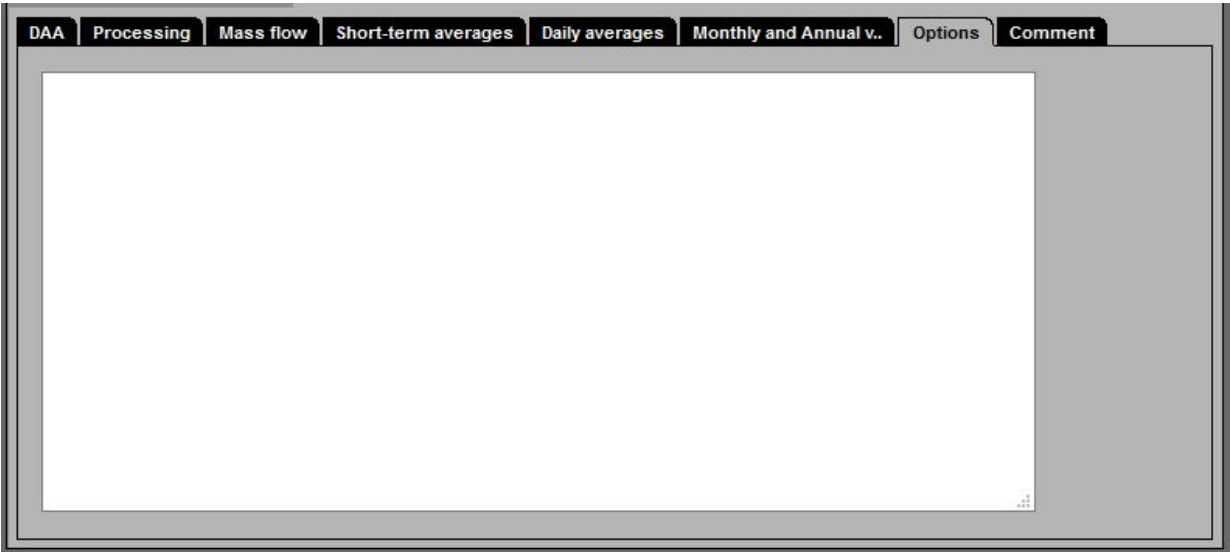 DAA Processing Mass flow Short-term averages Daily averages Monthly and Annual v.. Options Comment